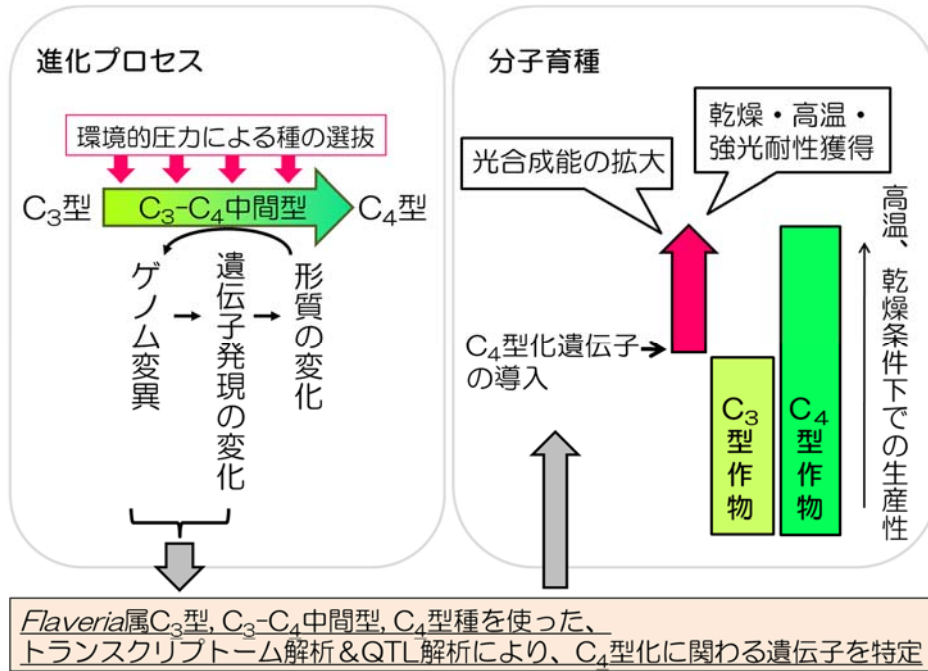 進化プロセス
環境的圧力による種の選抜
C₃型
C₃-C₄中間型
C₄型
ゲノム変異
遺伝子発現の変化
形質の変化
分子育種
光合成能の拡大
乾燥・高温・
強光耐性獲得
C₄型化遺伝子
の導入
C₃型作物
C₄型作物
高温、乾燥条件下での生産性
Flaveria属C₃型, C₃-C₄中間型, C₄型種を使った、
トランスクリプトーム解析&QTL解析により、C₄型化に関わる遺伝子を特定